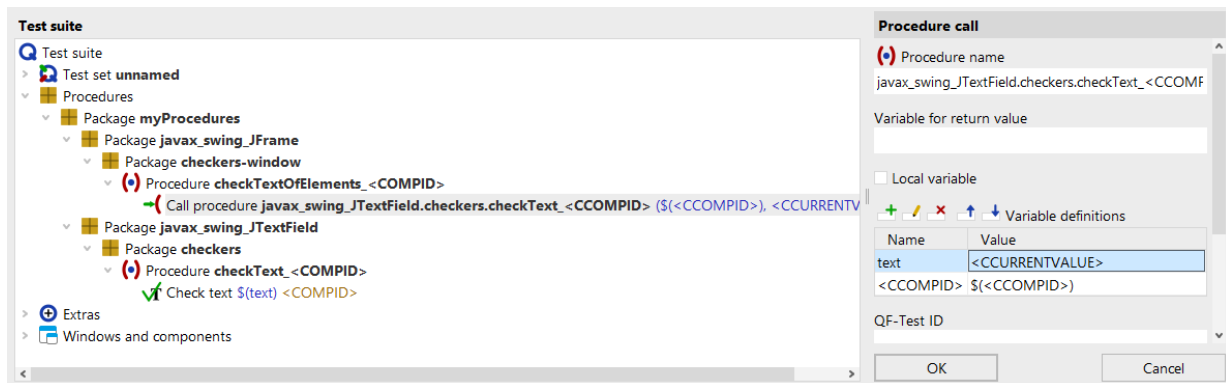 Test suite
Test suite
Test set unnamed
Procedures
Package myProcedures
Package javax_swing_JFrame
Package checkers-window
Procedure checkTextOfElements_<COMPID>
Call procedure javax_swing_JTextField.checkers.checkText_<CCOMPID> ($(<CCOMPID>), <CCURRENTV
Package javax_swing_JTextField
Package checkers
Procedure checkText_<COMPID>
Check text $(text) <COMPID>
Extras
Windows and components
Procedure call
Procedure name
javax_swing_JTextField.checkers.checkText_<CCOMP
Variable for return value
Local variable
Variable definitions
Name Value
text <CCURRENTVALUE>
<CCOMPID> $(<CCOMPID>)
QF-Test ID
OK Cancel